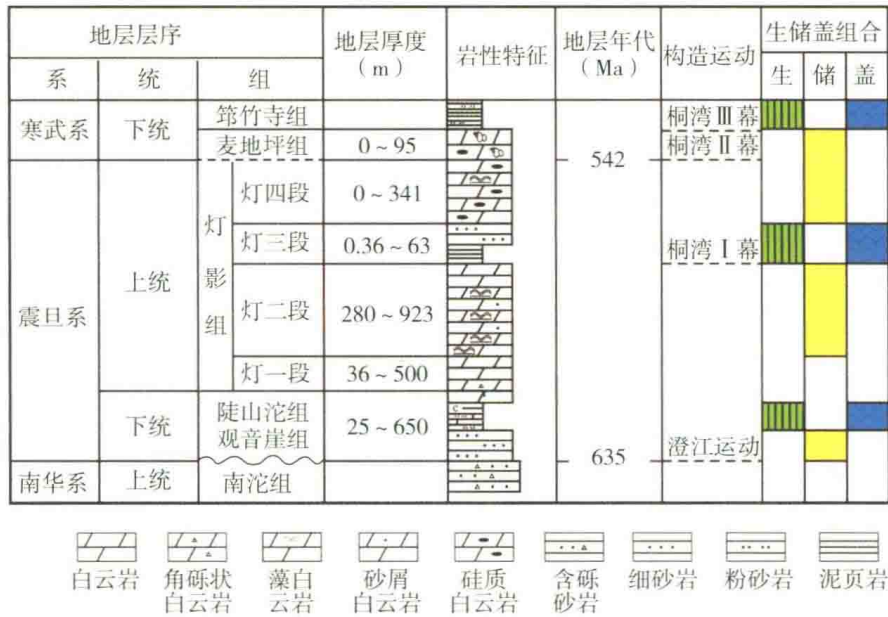 地层层序 地层厚度 岩性特征 地层年代 构造运动 生储盖组合
系 统 组 （m） （Ma） 生 储 盖
寒武系 下统 筇竹寺组 桐湾Ⅲ幕
麦地坪组 0~95 542 桐湾Ⅱ幕
震旦系 上统 灯影组 灯四段 0~341
灯三段 0.36~63 桐湾Ⅰ幕
灯二段 280~923
灯一段 36~500
下统 陡山沱组 25~650
观音崖组 635 澄江运动
南华系 上统 南沱组
白云岩 角砾状 藻白 砂屑 硅质 含砾 细砂岩 粉砂岩 泥页岩
白云岩 云岩 白云岩 白云岩 砂岩